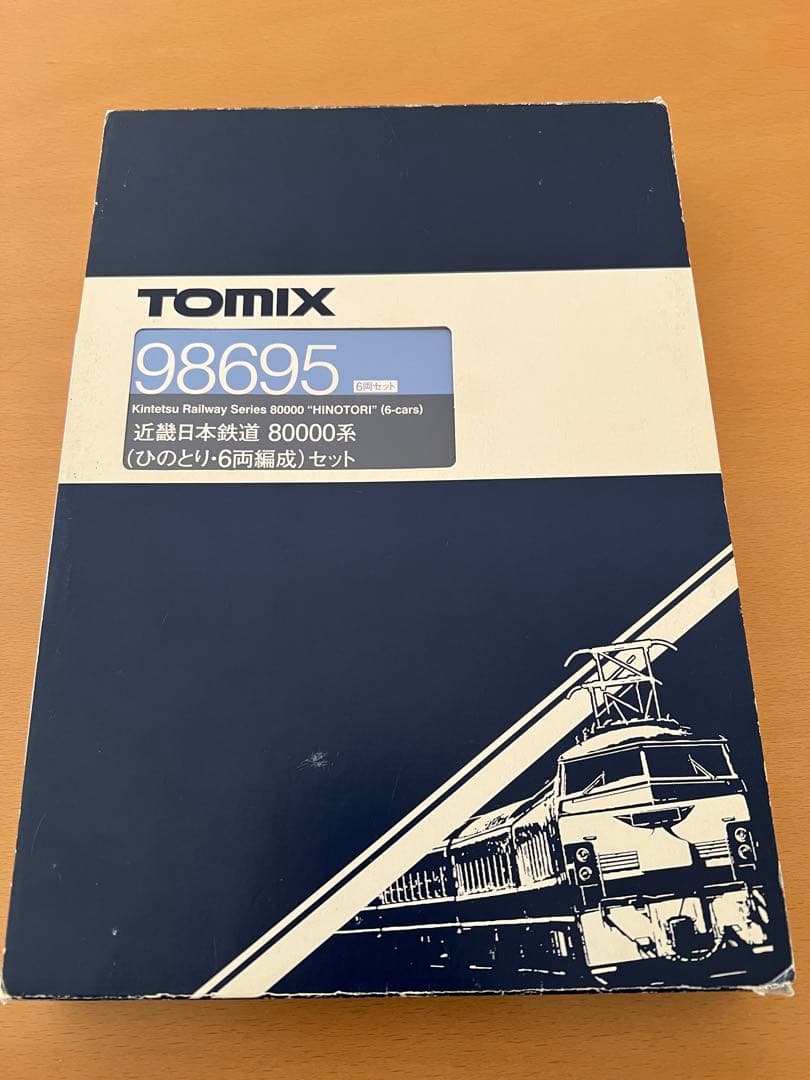 TOMIX
98695 6両セット
Kintetsu Railway Series 80000 "HINOTORI" (6-cars)
近畿日本鉄道 80000系
(ひのとり・6両編成)セット